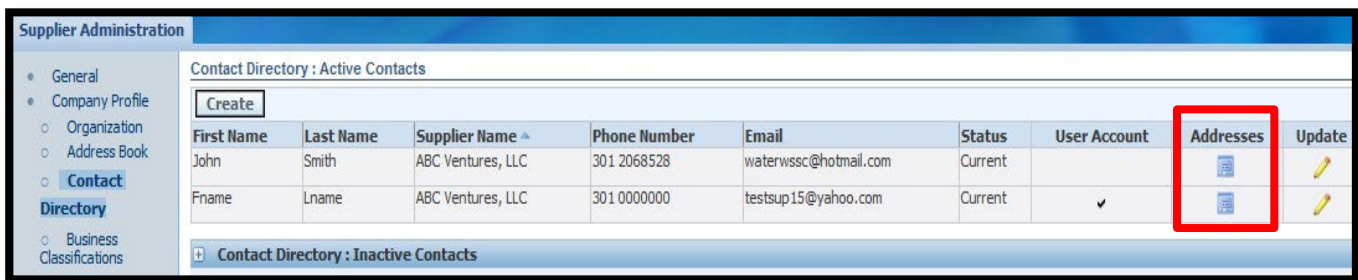 Supplier Administration
General
Company Profile
Organization
Address Book
Contact
Directory
Business
Classifications
Contact Directory : Active Contacts
Create
First Name Last Name Supplier Name Phone Number Email Status User Account Addresses Update
John Smith ABC Ventures, LLC 301 2068528 waterwssc@hotmail.com Current
Fname Lname ABC Ventures, LLC 301 0000000 testsup15@yahoo.com Current
Contact Directory : Inactive Contacts